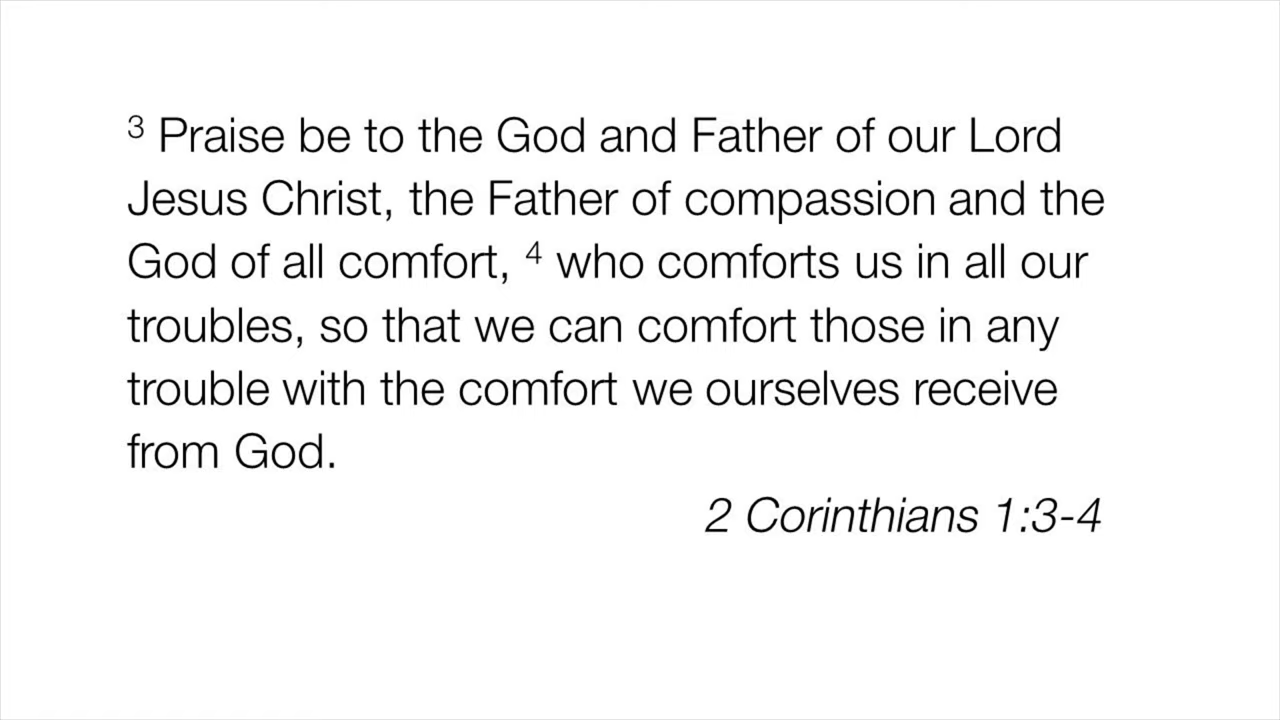 ³ Praise be to the God and Father of our Lord
Jesus Christ, the Father of compassion and the
God of all comfort, ⁴ who comforts us in all our
troubles, so that we can comfort those in any
trouble with the comfort we ourselves receive
from God.
2 Corinthians 1:3-4